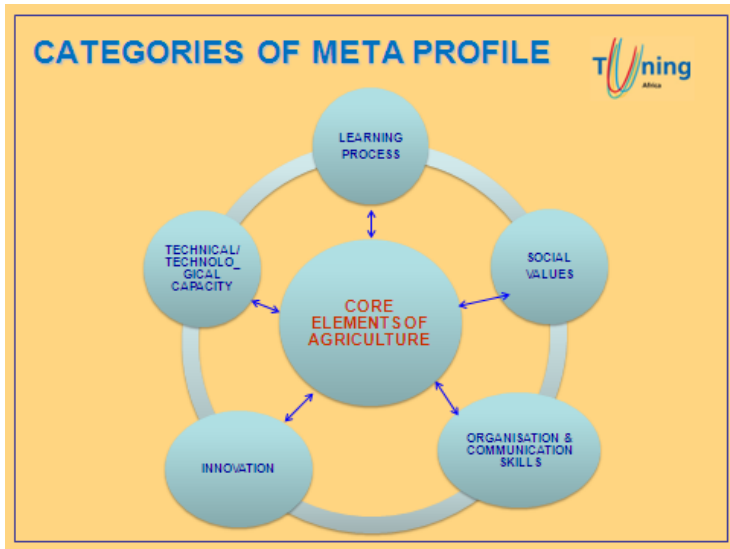 CATEGORIES OF META PROFILE
TUning
Africa
LEARNING
PROCESS
TECHNICAL/
TECHNOLO_
GICAL
CAPACITY
SOCIAL
VALUES
CORE
ELEMENTS OF
AGRICULTURE
INNOVATION
ORGANISATION &
COMMUNICATION
SKILLS